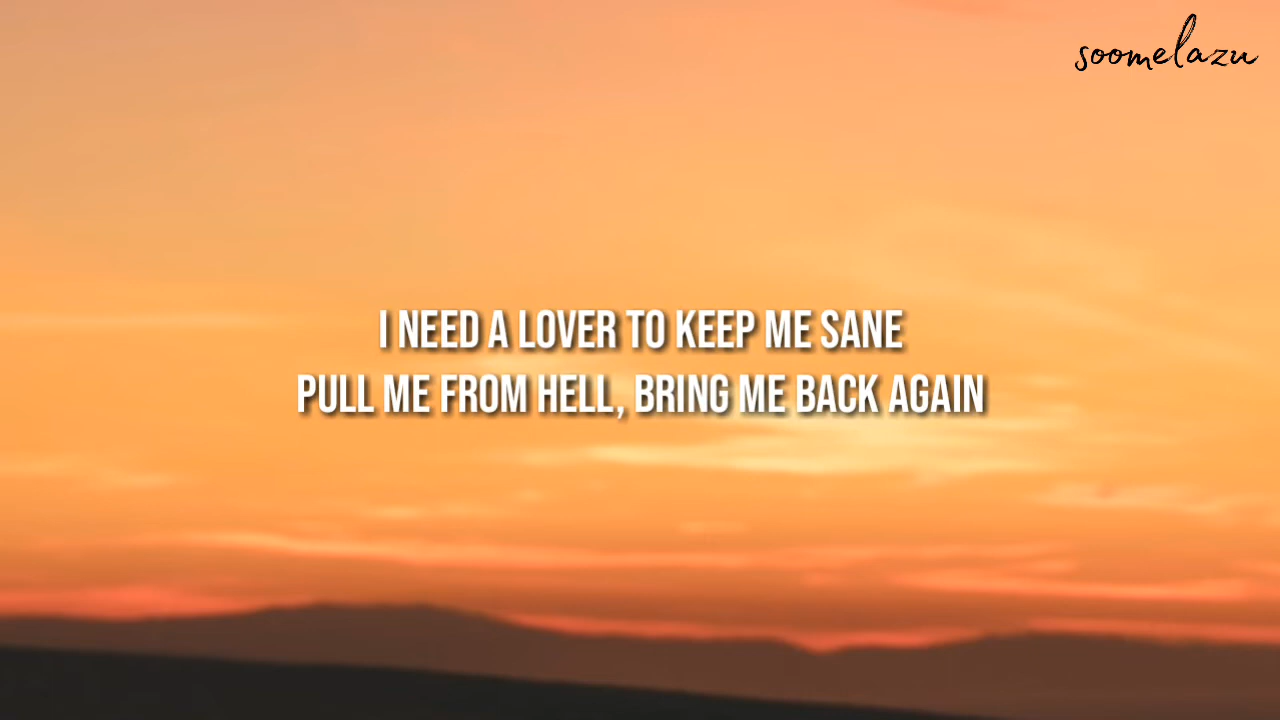 soomelazu
I NEED A LOVER TO KEEP ME SANE
PULL ME FROM HELL, BRING ME BACK AGAIN